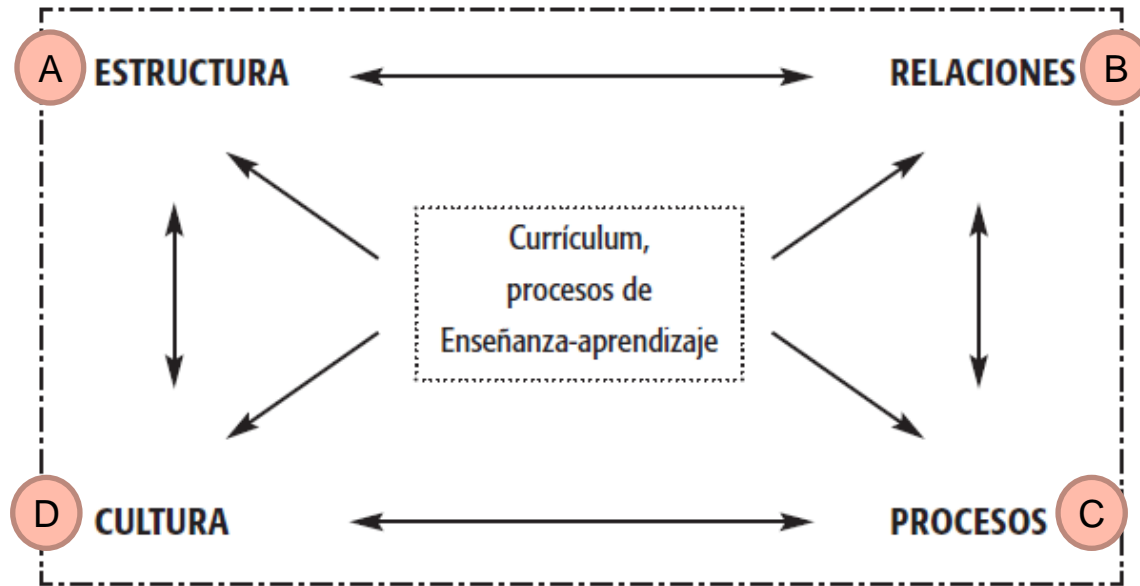 A ESTRUCTURA
RELACIONES B
Currículum,
procesos de
Enseñanza-aprendizaje
D CULTURA
PROCESOS C